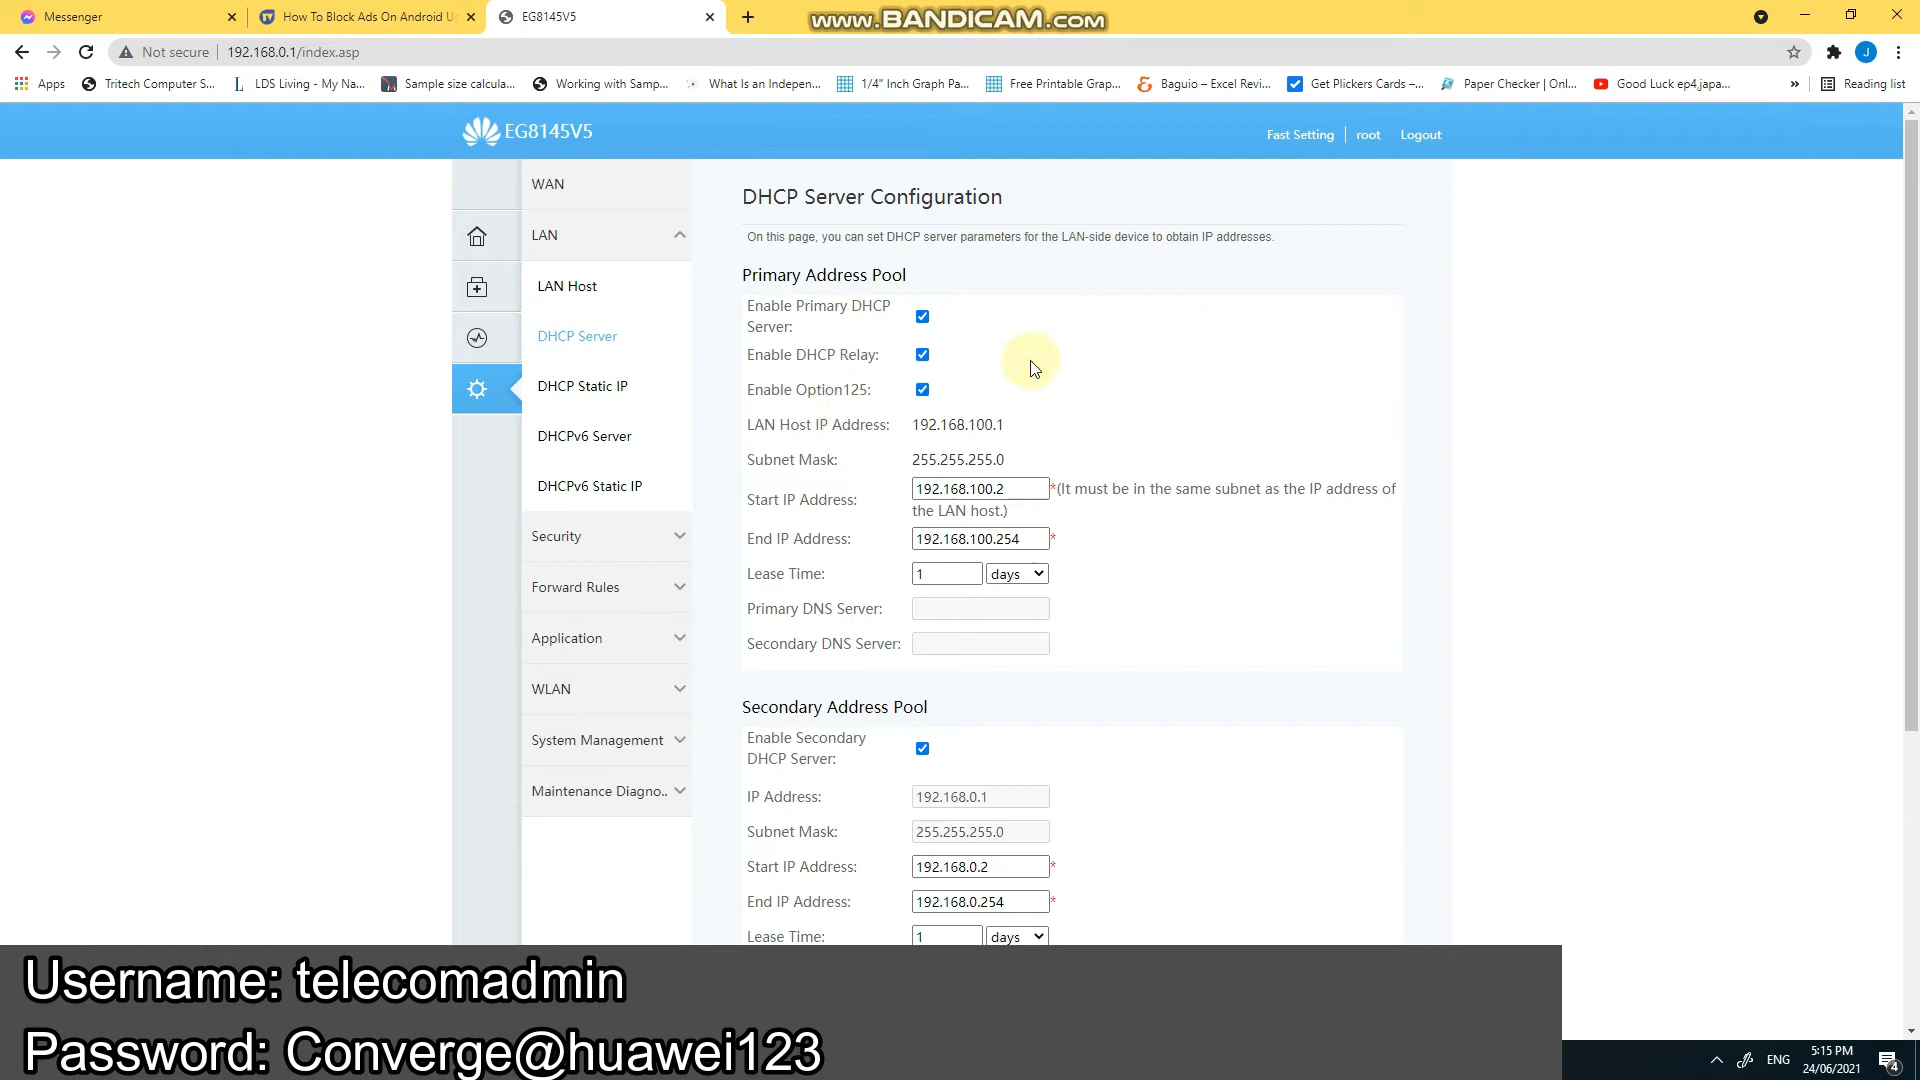 Messenger
How To Block Ads On Android U
EG8145V5
www.BANDICAM.com
Not secure
192.168.0.1/index.asp
J
Apps
Tritech Computer S...
LDS Living - My Na...
Sample size calcula...
Working with Samp...
What Is an Indepen...
1/4" Inch Graph Pa...
Free Printable Grap...
Baguio – Excel Revi...
Get Plickers Cards –...
Paper Checker | Onl...
Good Luck ep4,japa...
»
Reading list
EG8145V5
Fast Setting
root
Logout
WAN
LAN
LAN Host
DHCP Server
DHCP Static IP
DHCPv6 Server
DHCPv6 Static IP
Security
Forward Rules
Application
WLAN
System Management
Maintenance Diagno..
DHCP Server Configuration
On this page, you can set DHCP server parameters for the LAN-side device to obtain IP addresses.
Primary Address Pool
Enable Primary DHCP
Server:
Enable DHCP Relay:
Enable Option125:
LAN Host IP Address: 192.168.100.1
Subnet Mask: 255.255.255.0
Start IP Address: 192.168.100.2 *(It must be in the same subnet as the IP address of
the LAN host.)
End IP Address: 192.168.100.254 *
Lease Time: 1 days
Primary DNS Server:
Secondary DNS Server:
Secondary Address Pool
Enable Secondary
DHCP Server:
IP Address: 192.168.0.1
Subnet Mask: 255.255.255.0
Start IP Address: 192.168.0.2 *
End IP Address: 192.168.0.254 *
Lease Time: 1 days
Username: telecomadmin
Password: Converge@huawei123
ENG
5:15 PM
24/06/2021
4